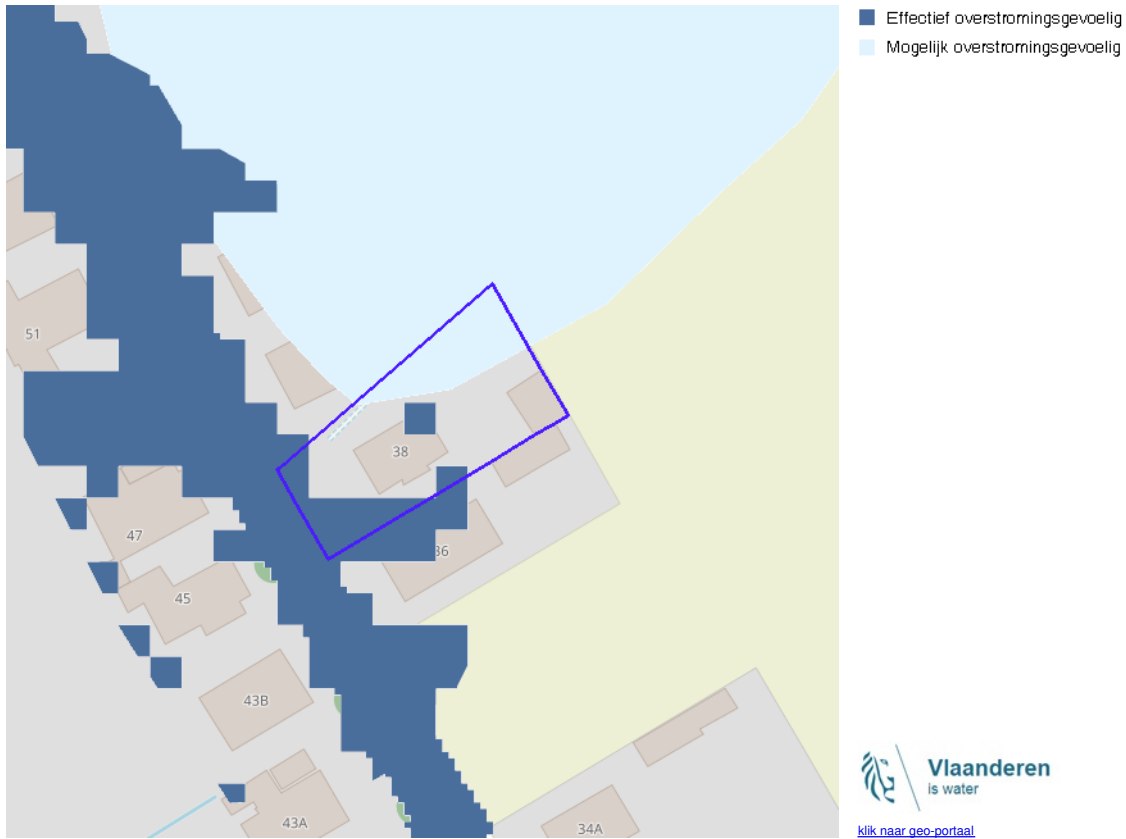 Effectief overstromingsgevoelig
Mogelijk overstromingsgevoelig
51
38
47
36
45
43B
43A
34A
Vlaanderen
is water
klik naar geo-portaal